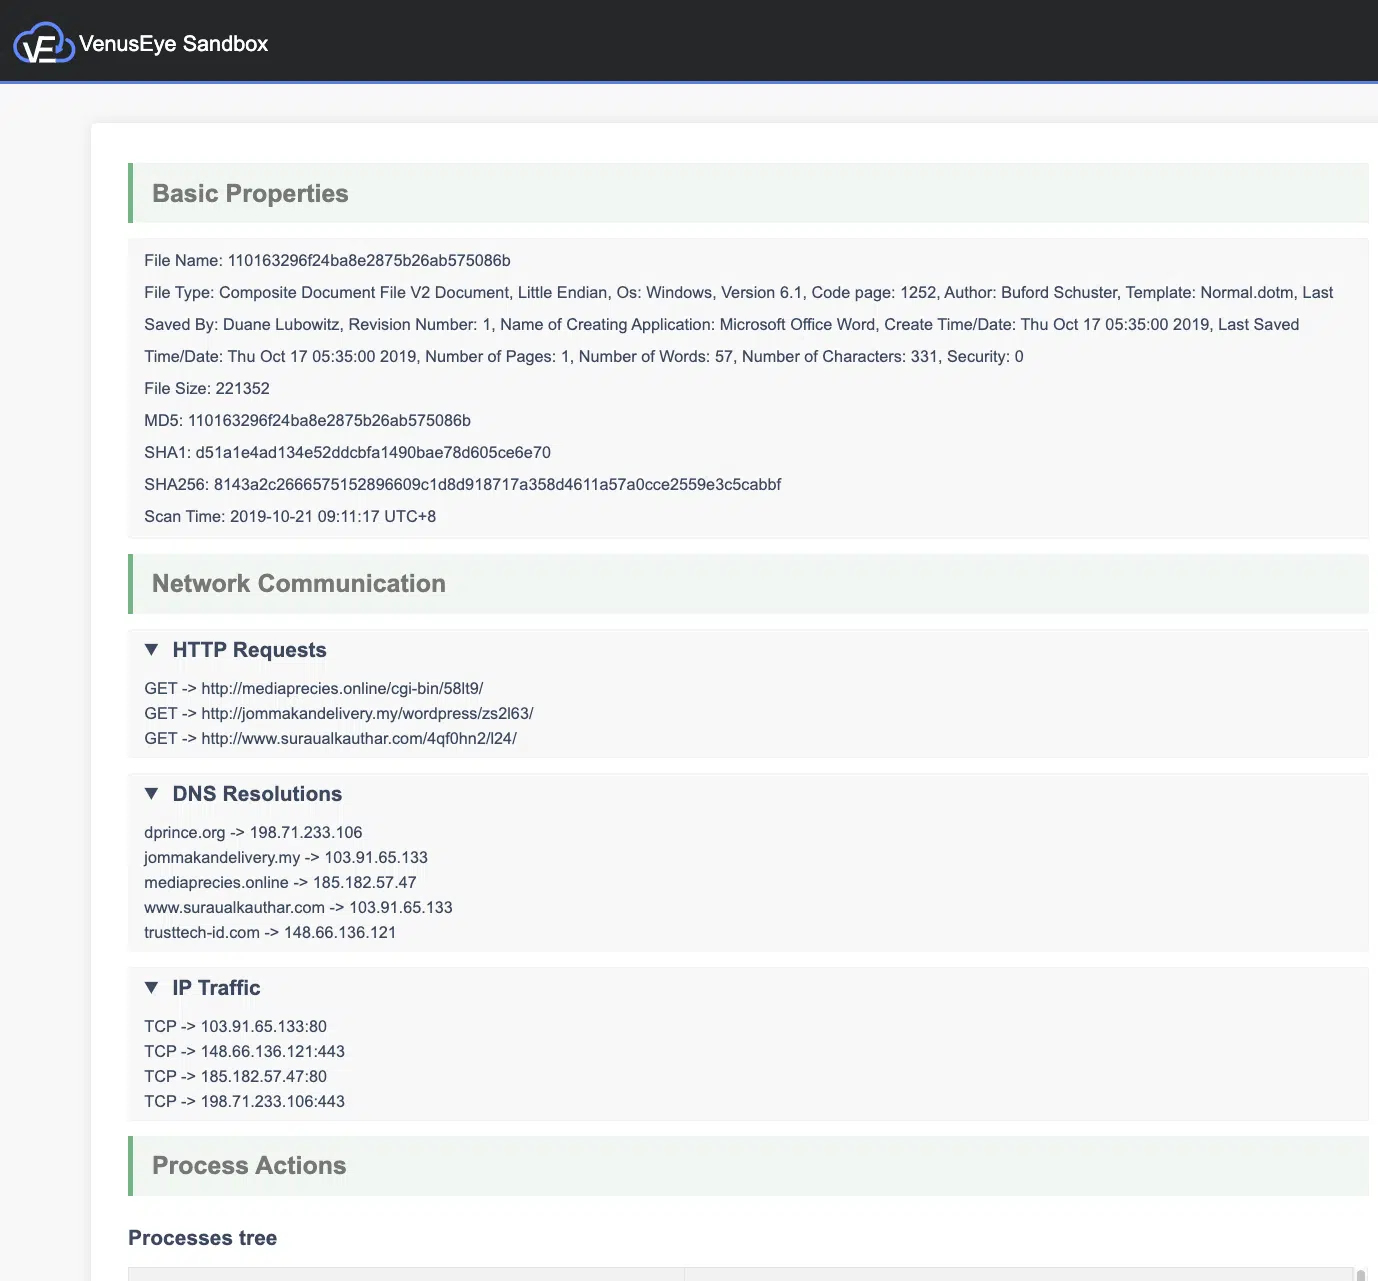 VE VenusEye Sandbox
Basic Properties
File Name: 110163296f24ba8e2875b26ab575086b
File Type: Composite Document File V2 Document, Little Endian, Os: Windows, Version 6.1, Code page: 1252, Author: Buford Schuster, Template: Normal.dotm, Last
Saved By: Duane Lubowitz, Revision Number: 1, Name of Creating Application: Microsoft Office Word, Create Time/Date: Thu Oct 17 05:35:00 2019, Last Saved
Time/Date: Thu Oct 17 05:35:00 2019, Number of Pages: 1, Number of Words: 57, Number of Characters: 331, Security: 0
File Size: 221352
MD5: 110163296f24ba8e2875b26ab575086b
SHA1: d51a1e4ad134e52ddcbfa1490bae78d605ce6e70
SHA256: 8143a2c2666575152896609c1d8d918717a358d4611a57a0cce2559e3c5cabbf
Scan Time: 2019-10-21 09:11:17 UTC+8
Network Communication
▼ HTTP Requests
GET -> http://mediaprecies.online/cgi-bin/58lt9/
GET -> http://jommakandelivery.my/wordpress/zs2l63/
GET -> http://www.suraualkauthar.com/4qf0hn2/l24/
▼ DNS Resolutions
dprince.org -> 198.71.233.106
jommakandelivery.my -> 103.91.65.133
mediaprecies.online -> 185.182.57.47
www.suraualkauthar.com -> 103.91.65.133
trusttech-id.com -> 148.66.136.121
▼ IP Traffic
TCP -> 103.91.65.133:80
TCP -> 148.66.136.121:443
TCP -> 185.182.57.47:80
TCP -> 198.71.233.106:443
Process Actions
Processes tree